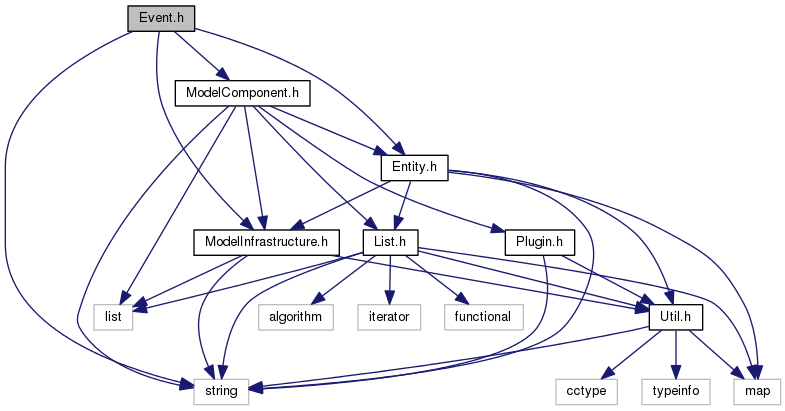 Event.h
ModelComponent.h
Entity.h
ModelInfrastructure.h
List.h
Plugin.h
list
algorithm
iterator
functional
Util.h
string
cctype
typeinfo
map